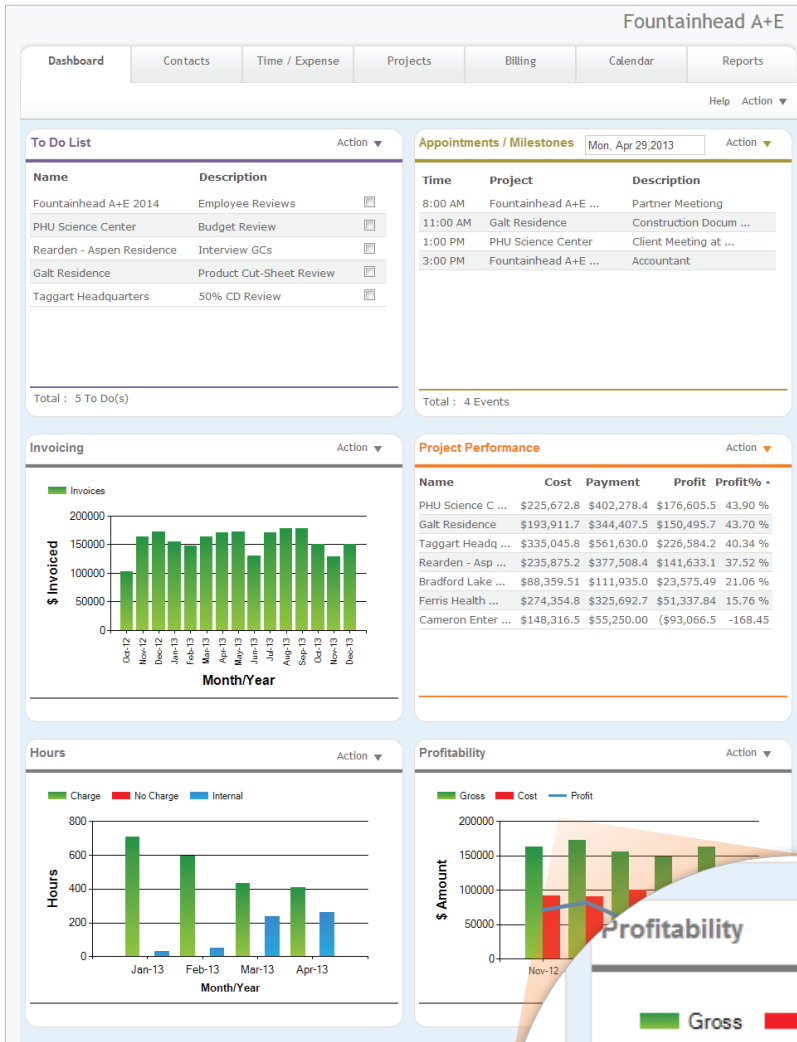 Fountainhead A+E
Dashboard Contacts Time / Expense Projects Billing Calendar Reports
Help Action
To Do List Action
Name Description
Fountainhead A+E 2014 Employee Reviews
PHU Science Center Budget Review
Rearden - Aspen Residence Interview GCs
Galt Residence Product Cut-Sheet Review
Taggart Headquarters 50% CD Review
Total : 5 To Do(s)
Appointments / Milestones Mon, Apr 29,2013 Action
Time Project Description
8:00 AM Fountainhead A+E ... Partner Meetiong
11:00 AM Galt Residence Construction Docum ...
1:00 PM PHU Science Center Client Meeting at ...
3:00 PM Fountainhead A+E ... Accountant
Total : 4 Events
Invoicing Action
Invoices
200000
150000
100000
50000
0
$ Invoiced
Oct-12 Nov-12 Dec-12 Jan-13 Feb-13 Mar-13 Apr-13 May-13 Jun-13 Jul-13 Aug-13 Sep-13 Oct-13 Nov-13 Dec-13
Month/Year
Project Performance Action
Name Cost Payment Profit Profit%
PHU Science C ... $225,672.8 $402,278.4 $176,605.5 43.90 %
Galt Residence $193,911.7 $344,407.5 $150,495.7 43.70 %
Taggart Headq ... $335,045.8 $561,630.0 $226,584.2 40.34 %
Rearden - Asp ... $235,875.2 $377,508.4 $141,633.1 37.52 %
Bradford Lake ... $88,359.51 $111,935.0 $23,575.49 21.06 %
Ferris Health ... $274,354.8 $325,692.7 $51,337.84 15.76 %
Cameron Enter ... $148,316.5 $55,250.00 ($93,066.5 -168.45
Hours Action
Charge No Charge Internal
800
600
400
200
0
Hours
Jan-13 Feb-13 Mar-13 Apr-13
Month/Year
Profitability Action
Gross Cost Profit
200000
150000
100000
50000
0
$ Amount
Nov-12
Profitability
Gross